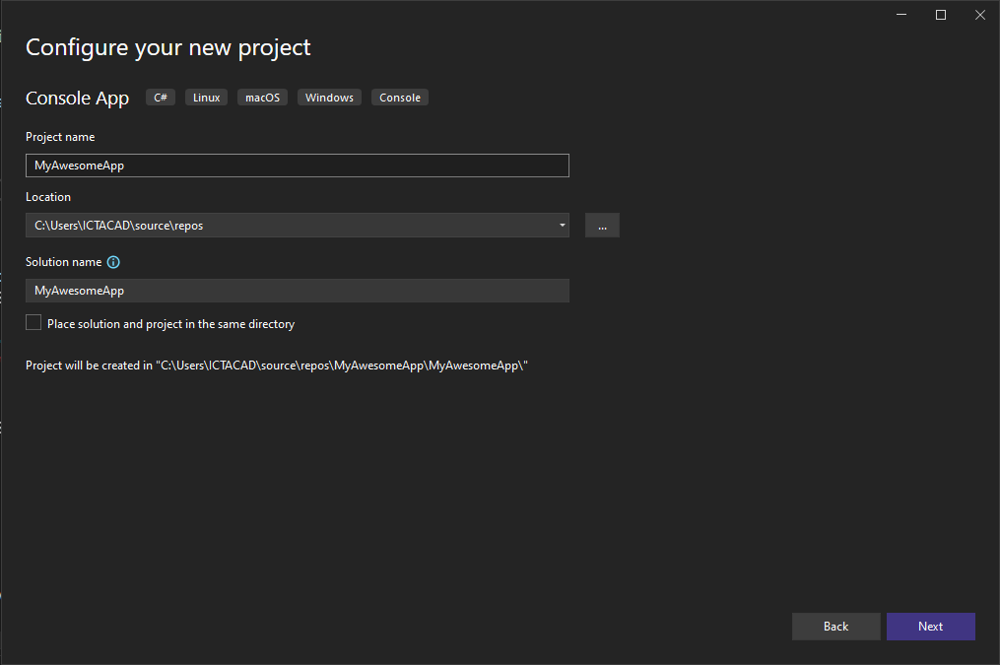 Configure your new project
Console App C# Linux macOS Windows Console
Project name
MyAwesomeApp
Location
C:\Users\ICTACAD\source\repos ...
Solution name
MyAwesomeApp
Place solution and project in the same directory
Project will be created in "C:\Users\ICTACAD\source\repos\MyAwesomeApp\MyAwesomeApp\"
Back Next